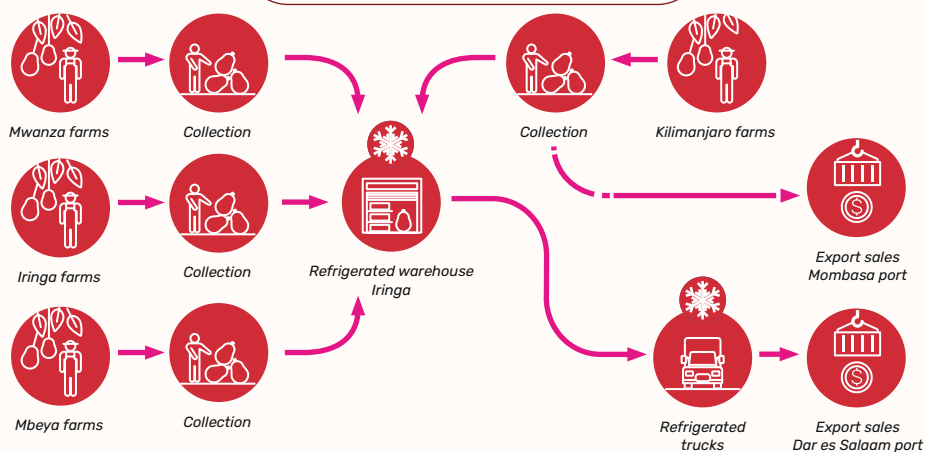 Mwanza farms
Collection
Collection
Kilimanjaro farms
Iringa farms
Collection
Refrigerated warehouse
Iringa
Export sales
Mombasa port
$
Mbeya farms
Collection
Refrigerated
trucks
Export sales
Dar es Salaam port
$